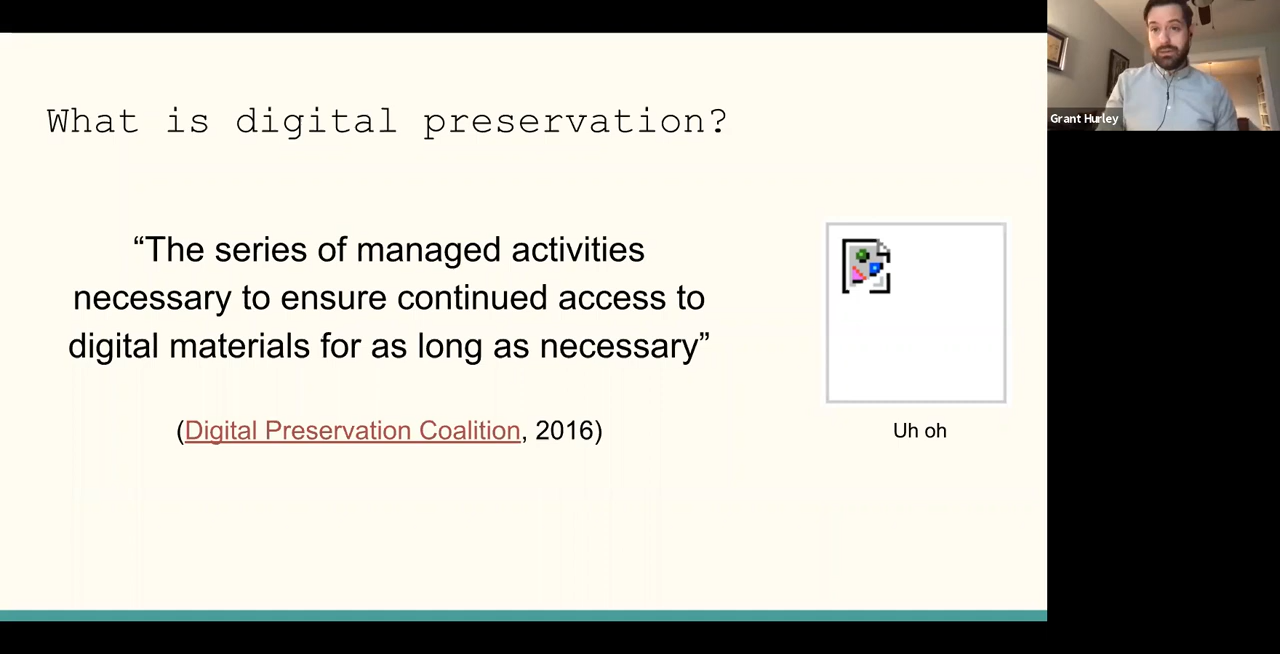 What is digital preservation?
“The series of managed activities
necessary to ensure continued access to
digital materials for as long as necessary”
(Digital Preservation Coalition, 2016)
Uh oh
Grant Hurley